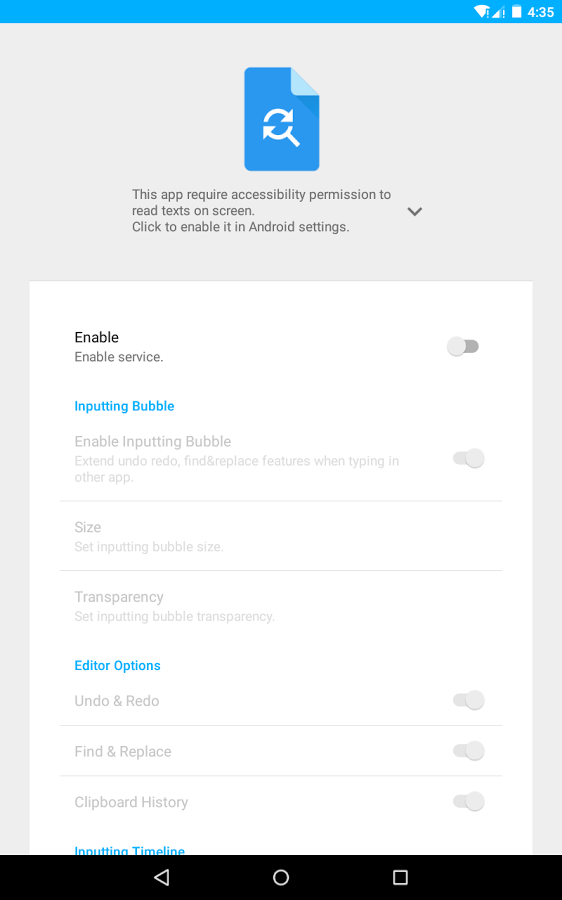 4:35
This app require accessibility permission to
read texts on screen.
Click to enable it in Android settings.
Enable
Enable service.
Inputting Bubble
Enable Inputting Bubble
Extend undo redo, find&replace features when typing in
other app.
Size
Set inputting bubble size.
Transparency
Set inputting bubble transparency.
Editor Options
Undo & Redo
Find & Replace
Clipboard History
Inputting Timeline